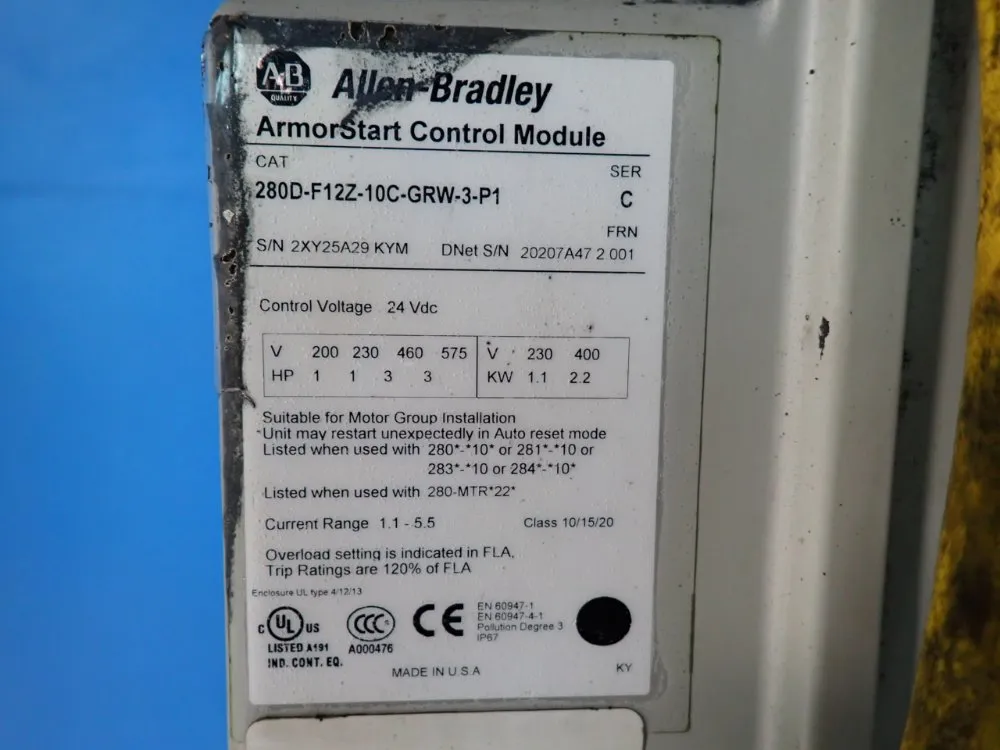 AB
QUALITY
Allen-Bradley
ArmorStart Control Module
CAT
SER
280D-F12Z-10C-GRW-3-P1
C
FRN
S/N 2XY25A29 KYM DNet S/N 20207A47 2 001
Control Voltage 24 Vdc
V 200 230 460 575 V 230 400
HP 1 1 3 3 KW 1.1 2.2
Suitable for Motor Group Installation
Unit may restart unexpectedly in Auto reset mode
Listed when used with 280*-*10* or 281*-*10 or
283*-*10 or 284*-*10*
Listed when used with 280-MTR*22*
Current Range 1.1 - 5.5 Class 10/15/20
Overload setting is indicated in FLA,
Trip Ratings are 120% of FLA
Enclosure UL type 4/12/13
EN 60947-1
EN 60947-4-1
Pollution Degree 3
IP67
C UL US
CCC
CE
LISTED A191
A000476
IND. CONT. EQ.
MADE IN U.S.A
KY